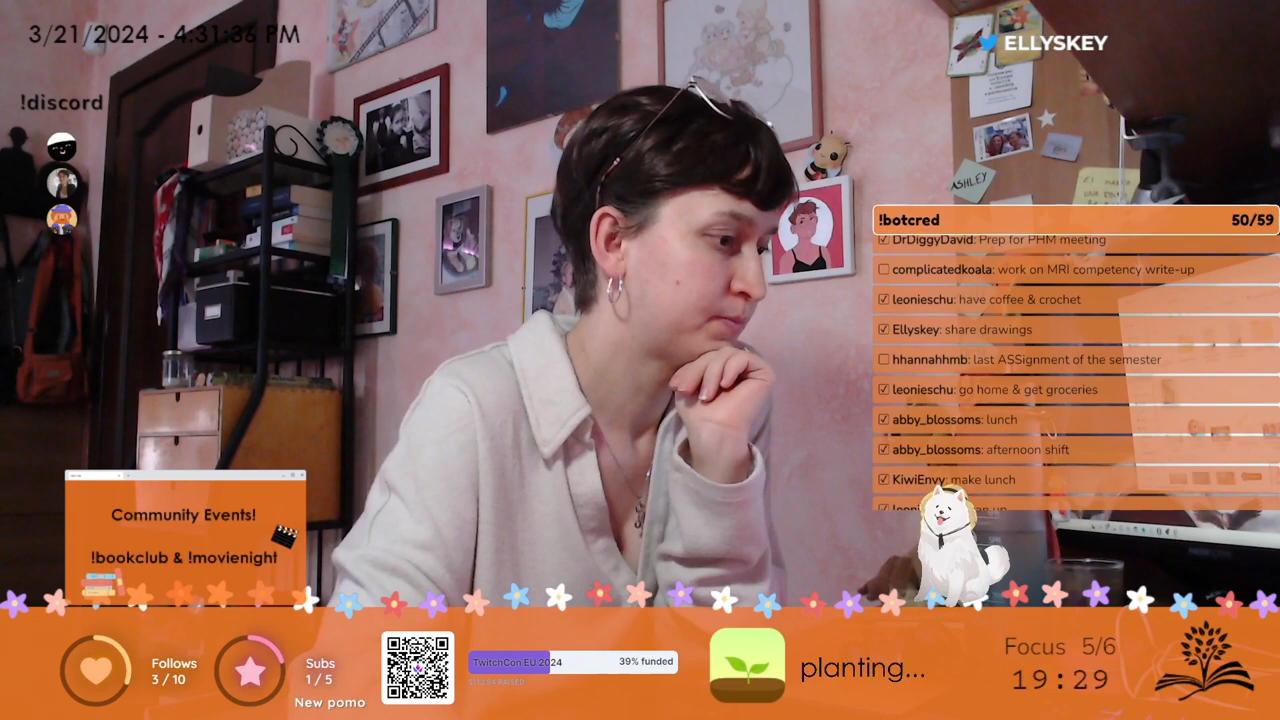 3/21/2024 - 4:31:36 PM
ELLYSKEY
!discord
ASHLEY
!botcred 50/59
DrDiggyDavid: Prep for PHM meeting
complicatedkoala: work on MRI competency write-up
leonieschu: have coffee & crochet
Ellyskey: share drawings
hhannahhmb: last ASSignment of the semester
leonieschu: go home & get groceries
abby_blossoms: lunch
abby_blossoms: afternoon shift
KiwiEnvy: make lunch
Community Events!
!bookclub & !movienight
Follows
3 / 10
Subs
1 / 5
New pomo
TwitchCon EU 2024 39% funded
planting...
Focus 5/6
19:29